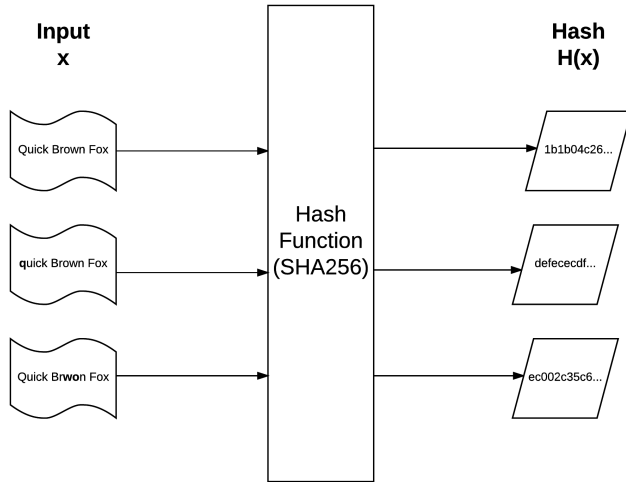 Input
x
Hash
H(x)
Quick Brown Fox
1b1b04c26...
Hash
Function
(SHA256)
quick Brown Fox
defececdf...
Quick Brwon Fox
ec002c35c6...